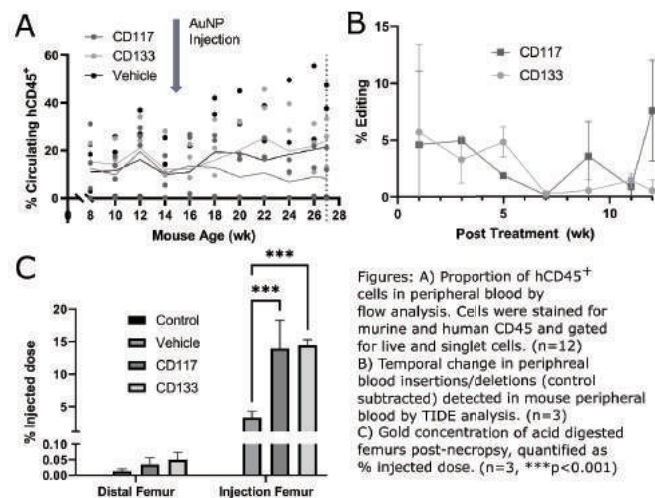 A
CD117
CD133
Vehicle
AuNP
Injection
% Circulating hCD45+
60
40
20
0
0 8 10 12 14 16 18 20 22 24 26 28
Mouse Age (wk)
B
CD117
CD133
% Editing
15
10
5
0
0 5 10
Post Treatment (wk)
C
***
***
Control
Vehicle
CD117
CD133
% Injected dose
20
15
10
5
0.10
0.05
0.00
Distal Femur Injection Femur
Figures: A) Proportion of hCD45+
cells in peripheral blood by
flow analysis. Cells were stained for
murine and human CD45 and gated
for live and singlet cells. (n=12)
B) Temporal change in periphreal
blood insertions/deletions (control
subtracted) detected in mouse peripheral
blood by TIDE analysis. (n=3)
C) Gold concentration of acid digested
femurs post-necropsy, quantified as
% injected dose. (n=3, ***p<0.001)